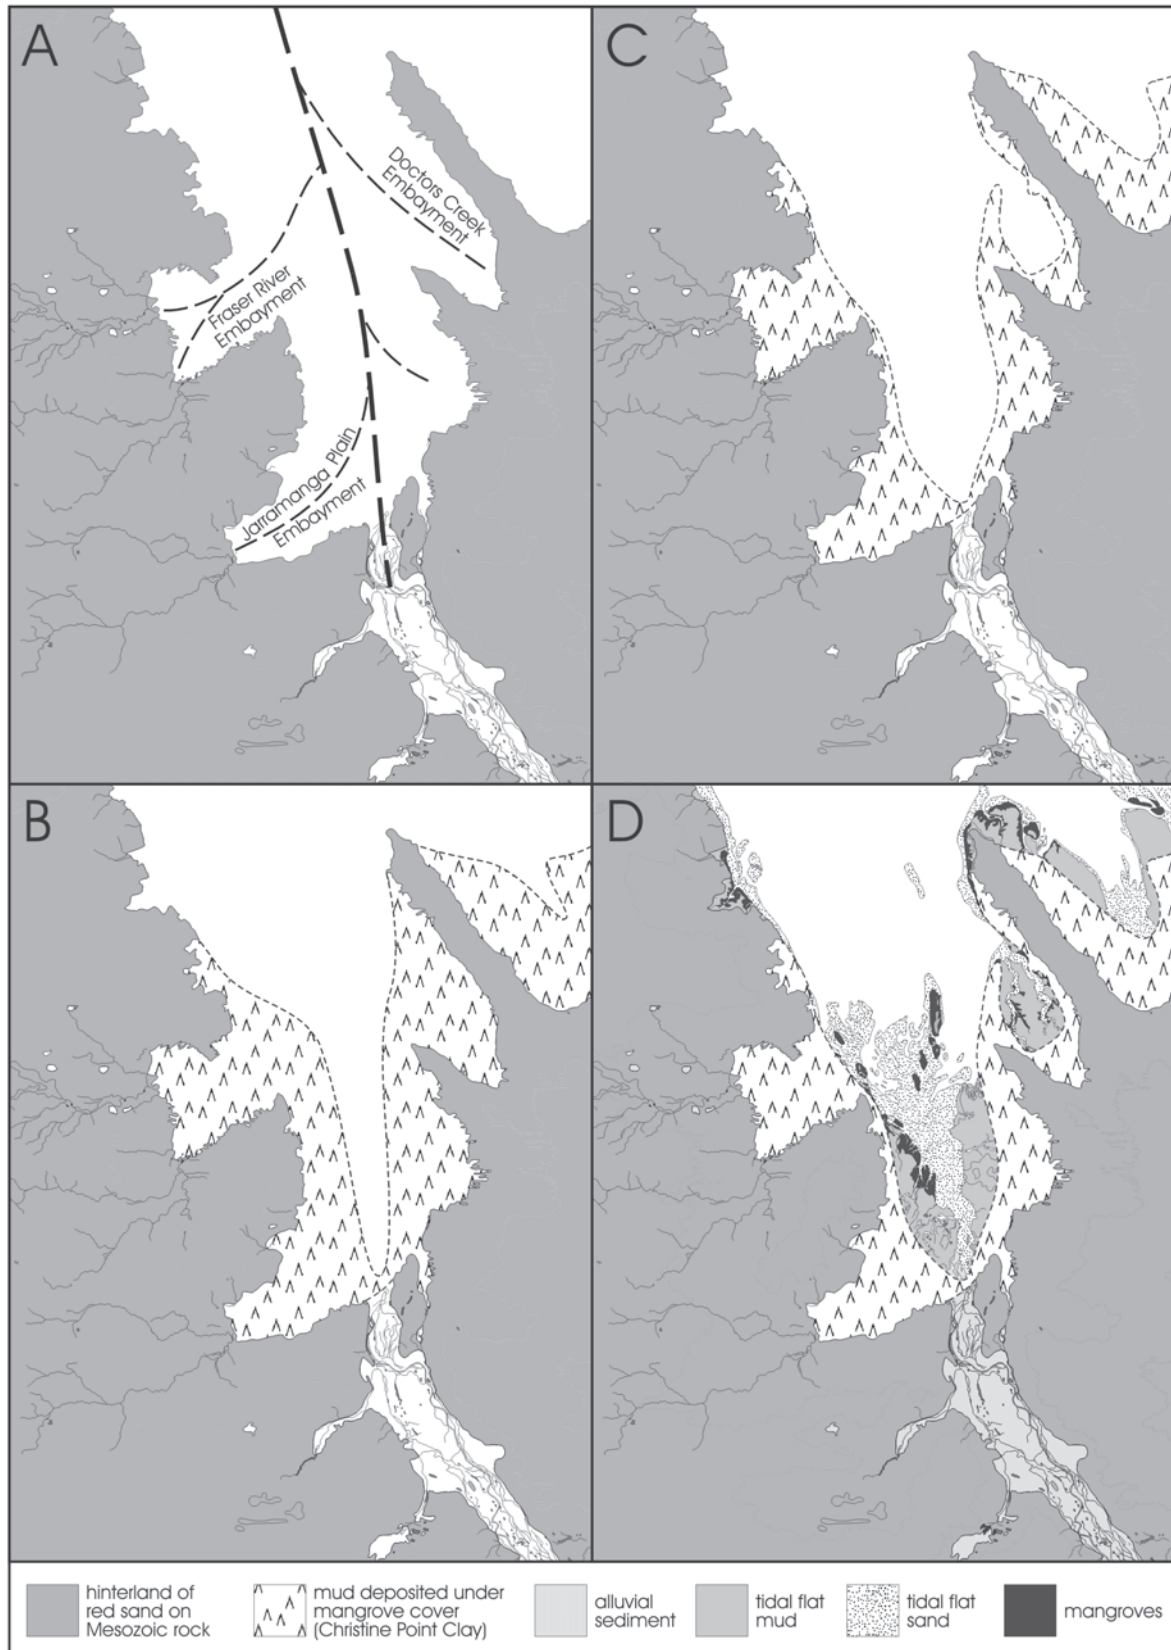 A
Doctors Creek
Embayment
Fraser River
Embayment
Jarramanga Plain
Embayment
C
B
D
hinterland of
red sand on
Mesozoic rock
mud deposited under
mangrove cover
(Christine Point Clay)
alluvial
sediment
tidal flat
mud
tidal flat
sand
mangroves